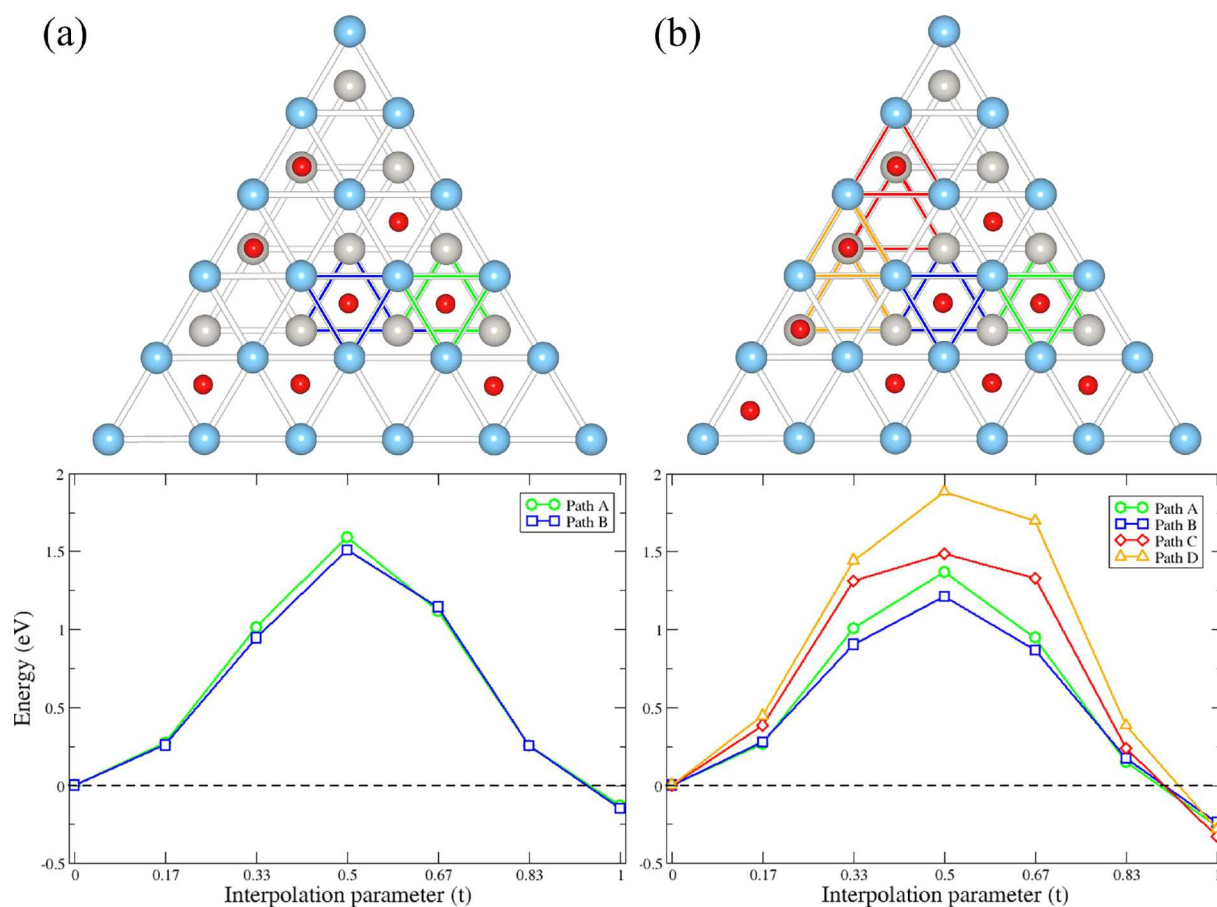 (a)
(b)
2
1.5
1
0.5
0
-0.5
Energy (eV)
Path A
Path B
0
0.17
0.33
0.5
0.67
0.83
1
Interpolation parameter (t)
2
1.5
1
0.5
0
-0.5
Path A
Path B
Path C
Path D
0
0.17
0.33
0.5
0.67
0.83
Interpolation parameter (t)